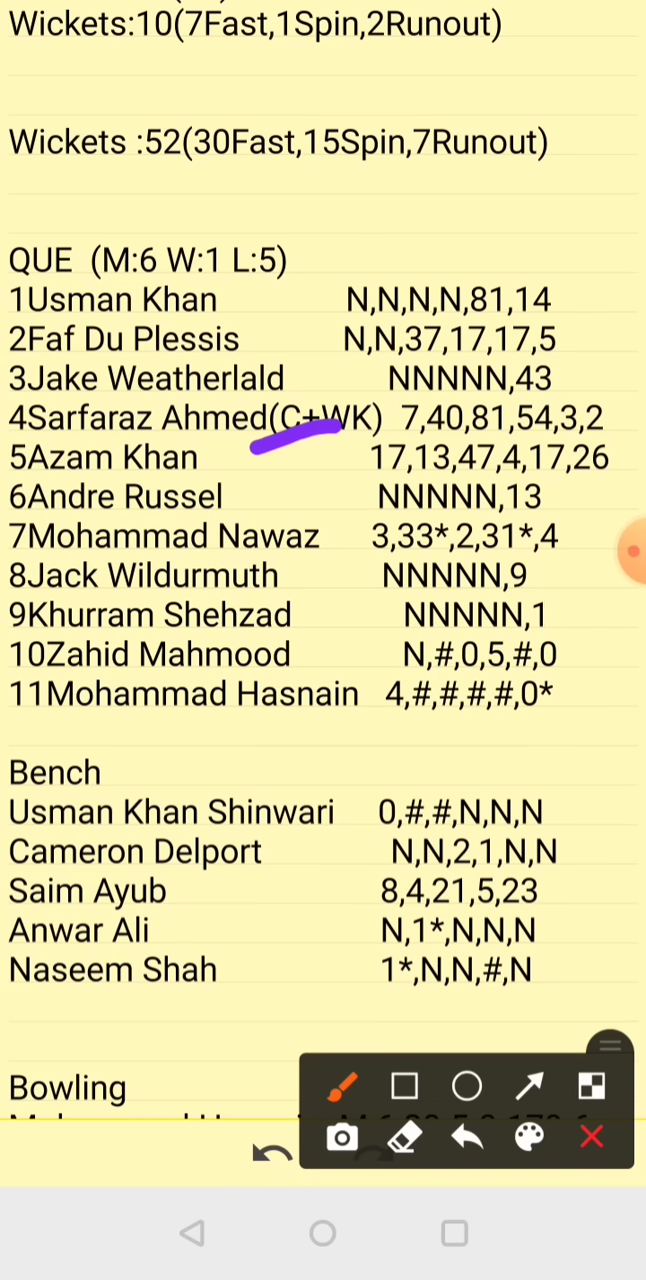 Wickets:10(7Fast,1Spin,2Runout)
Wickets :52(30Fast,15Spin,7Runout)
QUE (M:6 W:1 L:5)
1Usman Khan N,N,N,N,81,14
2Faf Du Plessis N,N,37,17,17,5
3Jake Weatherlald NNNNN,43
4Sarfaraz Ahmed(C+WK) 7,40,81,54,3,2
5Azam Khan 17,13,47,4,17,26
6Andre Russel NNNNN,13
7Mohammad Nawaz 3,33*,2,31*,4
8Jack Wildurmuth NNNNN,9
9Khurram Shehzad NNNNN,1
10Zahid Mahmood N,#,0,5,#,0
11Mohammad Hasnain 4,#,#,#,#,0*
Bench
Usman Khan Shinwari 0,#,#,N,N,N
Cameron Delport N,N,2,1,N,N
Saim Ayub 8,4,21,5,23
Anwar Ali N,1*,N,N,N
Naseem Shah 1*,N,N,#,N
Bowling